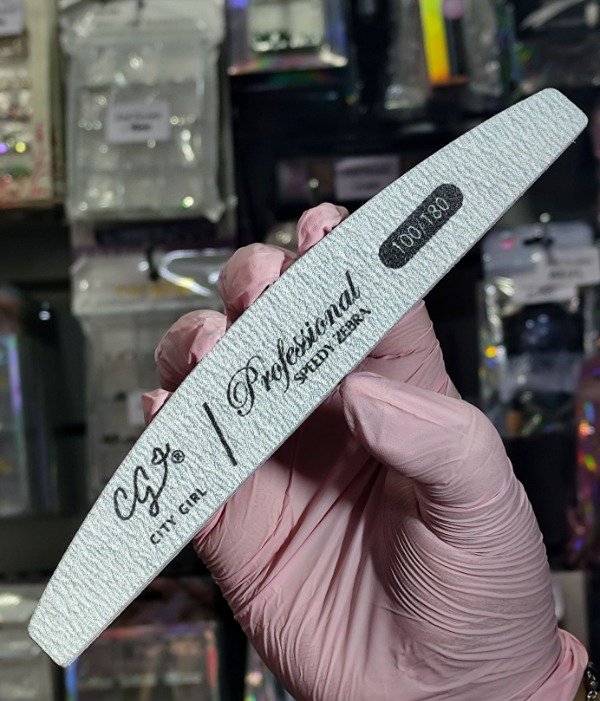 CG®
CITY GIRL
Professional
SPEEDY ZEBRA
100/180